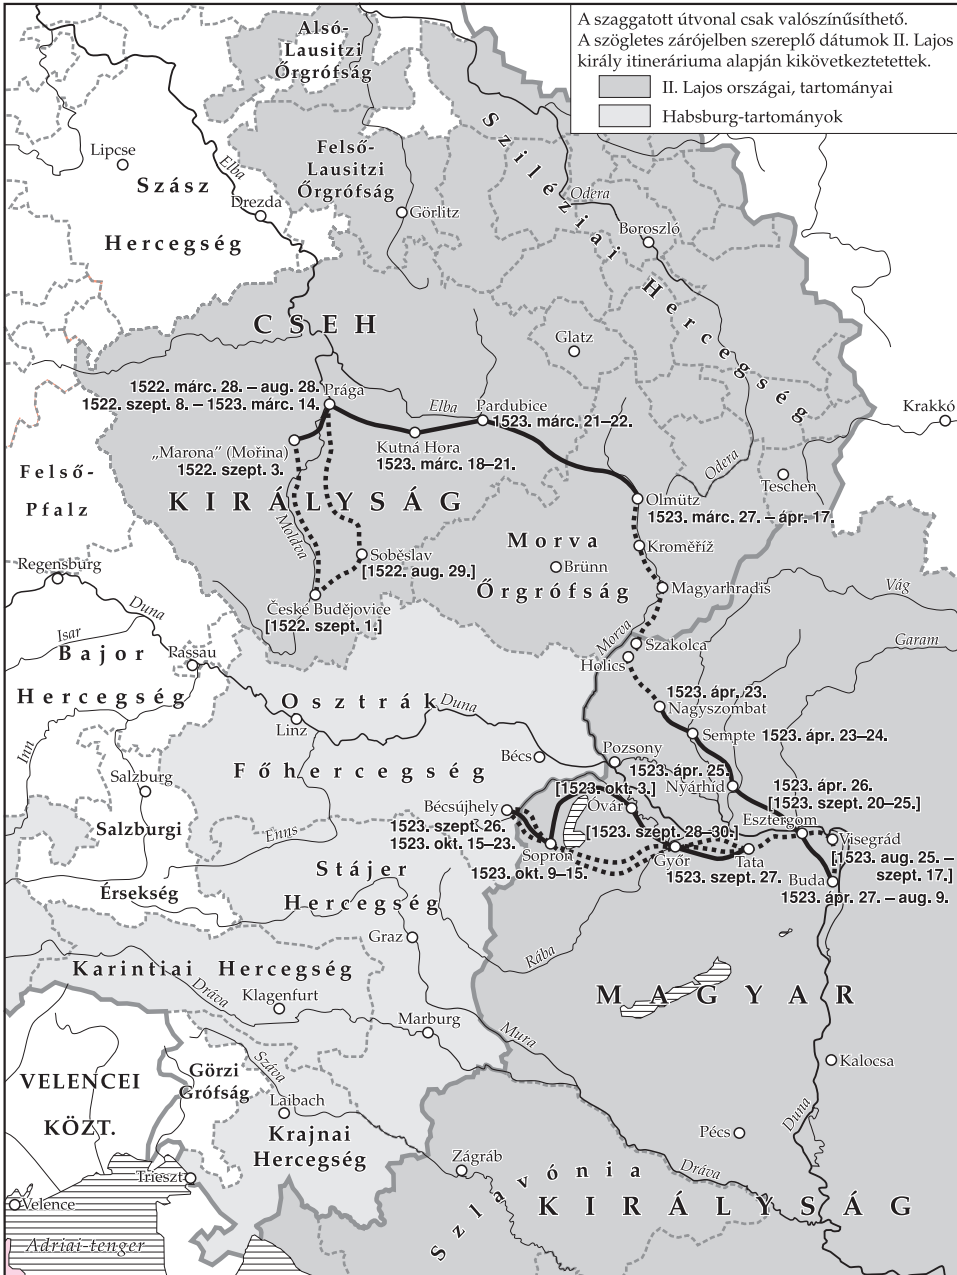 A szaggatott útvonal csak valószínűsíthető.
A szögletes zárójelben szereplő dátumok II. Lajos
király itineráriuma alapján kikövetkeztetettek.
II. Lajos országai, tartományai
Habsburg-tartományok
Alsó-
Lausitzi
Őrgrófság
Felső-
Lausitzi
Őrgrófság
Sziléziai Hercegség
Lipcse
Szász
Hercegség
Elba
Drezda
Görlitz
Odera
Boroszló
CSEH
Glatz
1522. márc. 28. – aug. 28.
Prága
1522. szept. 8. – 1523. márc. 14.
Elba
Pardubice
1523. márc. 21–22.
Krakkó
„Marona” (Mořina)
1522. szept. 3.
Kutná Hora
1523. márc. 18–21.
Felső-
Pfalz
KIRÁLYSÁG
Odera
Teschen
Olmütz
1523. márc. 27. – ápr. 17.
Moldva
Morva
Őrgrófság
Kroměříž
Brünn
Soběslav
[1522. aug. 29.]
Regensburg
Magyarhradis
České Budějovice
[1522. szept. 1.]
Vág
Duna
Isar
Bajor
Hercegség
Passau
Morva
Szakolca
Holics
Garam
Osztrák
Duna
Főhercegség
Linz
1523. ápr. 23.
Nagyszombat
Sempte 1523. ápr. 23–24.
Inn
Bécs
Pozsony
1523. ápr. 25.
Nyárhíd
[1523. okt. 3.]
Óvár
1523. ápr. 26.
[1523. szept. 20–25.]
Esztergom
Salzburg
Salzburgi
Érsekség
Enns
Bécsújhely
1523. szept. 26.
1523. okt. 15–23.
[1523. szept. 28–30.]
Sopron
1523. okt. 9–15.
Győr
1523. szept. 27.
Tata
Visegrád
[1523. aug. 25. –
szept. 17.]
Buda
1523. ápr. 27. – aug. 9.
Stájer
Hercegség
Graz
Rába
Karintiai Hercegség
Dráva
Klagenfurt
MAGYAR
Marburg
Mura
VELENCEI
KÖZT.
Görzi
Grófság
Száva
Laibach
Krajnai
Hercegség
Kalocsa
Duna
Pécs
Zágráb
Dráva
Trieszt
Velence
Adriai-tenger
Szlavónia
KIRÁLYSÁG